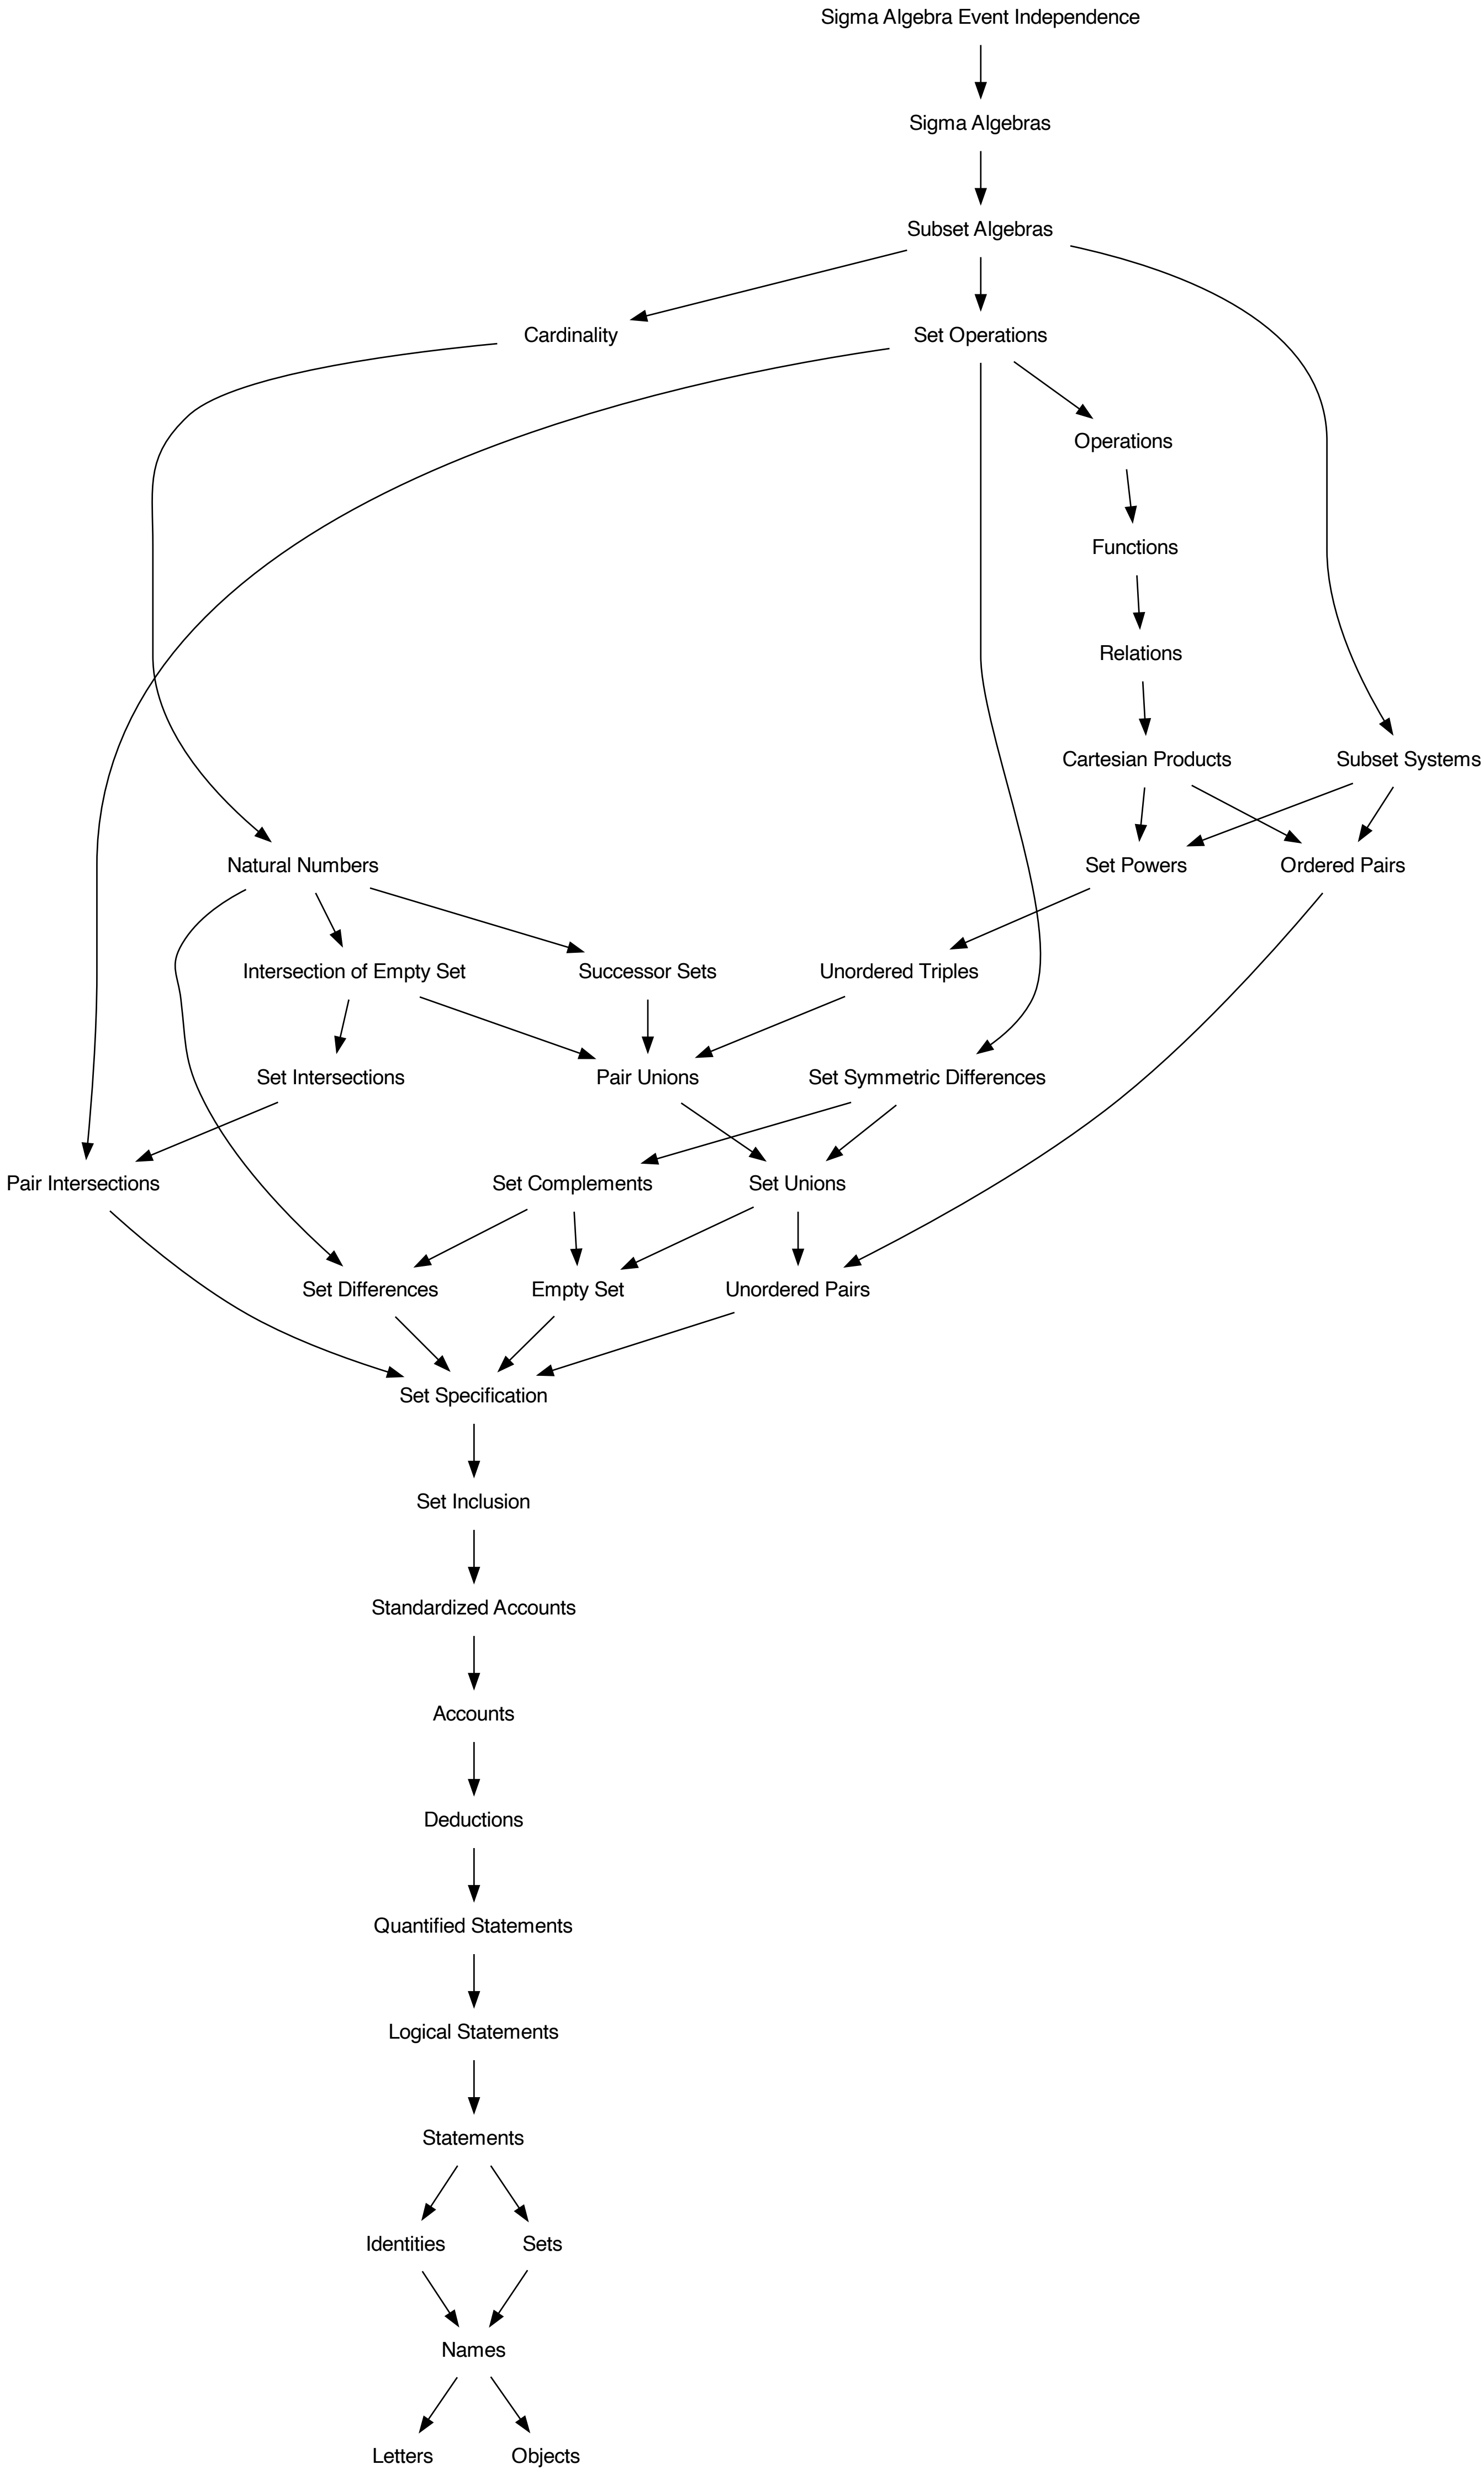 Sigma Algebra Event Independence
Sigma Algebras
Subset Algebras
Cardinality
Set Operations
Operations
Functions
Relations
Cartesian Products
Subset Systems
Natural Numbers
Set Powers
Ordered Pairs
Intersection of Empty Set
Successor Sets
Unordered Triples
Set Intersections
Pair Unions
Set Symmetric Differences
Pair Intersections
Set Complements
Set Unions
Set Differences
Empty Set
Unordered Pairs
Set Specification
Set Inclusion
Standardized Accounts
Accounts
Deductions
Quantified Statements
Logical Statements
Statements
Identities
Sets
Names
Letters
Objects